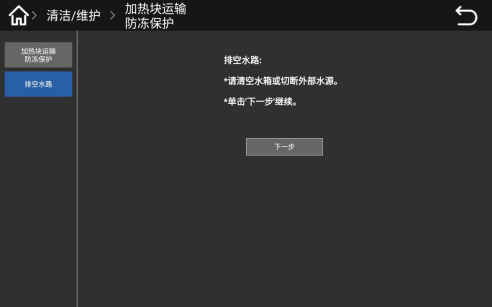 清洁/维护
加热块运输
防冻保护
加热块运输
防冻保护
排空水路
排空水路:
*请清空水箱或切断外部水源。
*单击'下一步'继续。
下一步